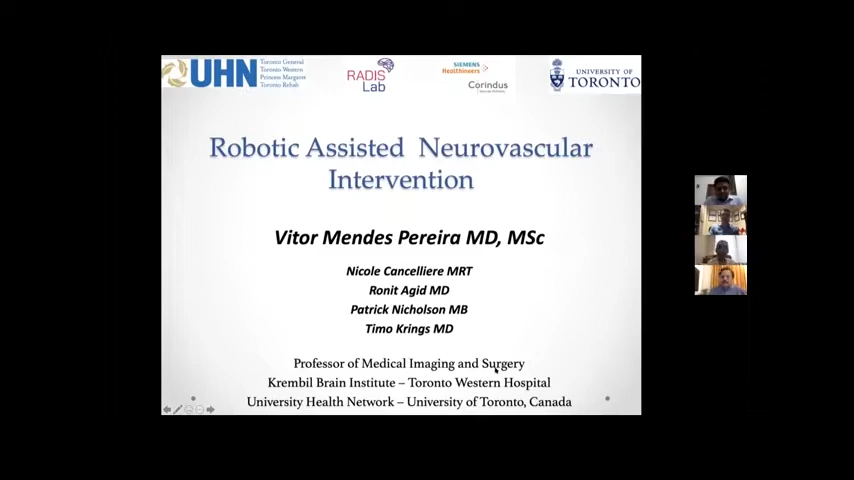 UHN
Toronto General
Toronto Western
Princess Margaret
Toronto Rehab
RADIS
Lab
SIEMENS
Healthineers
Corindus
UNIVERSITY OF
TORONTO
Robotic Assisted Neurovascular
Intervention
Vitor Mendes Pereira MD, MSc
Nicole Cancelliere MRT
Ronit Agid MD
Patrick Nicholson MB
Timo Krings MD
Professor of Medical Imaging and Surgery
Krembil Brain Institute – Toronto Western Hospital
University Health Network – University of Toronto, Canada